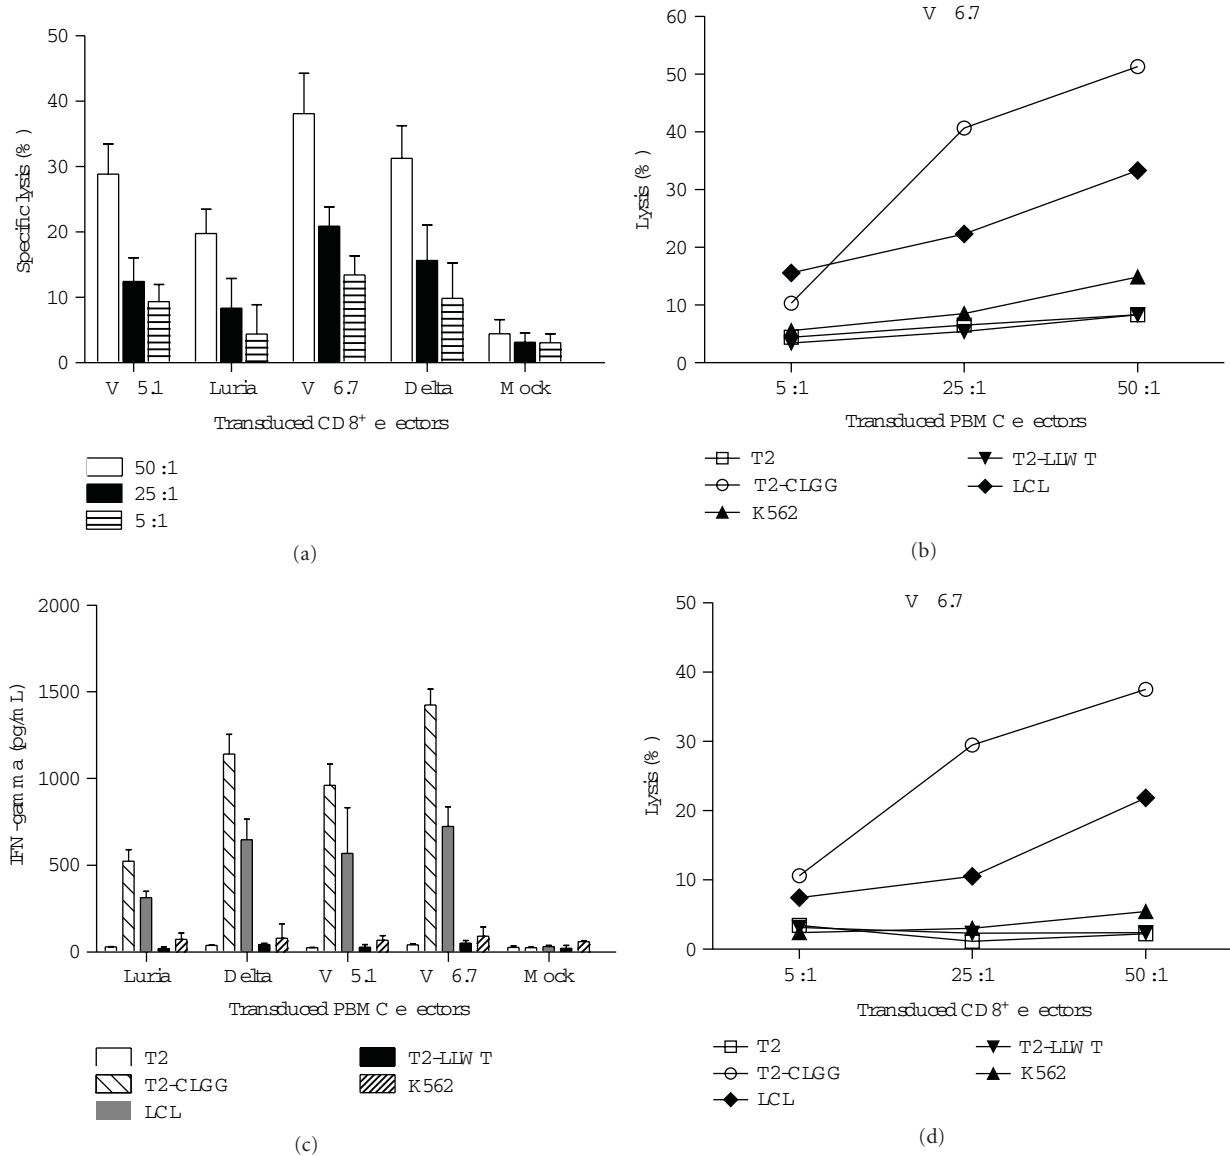 50
40
30
20
10
0
Specific lysis (%)
V 5.1 Luria V 6.7 Delta Mock
Transduced CD8+ e ectors
50:1
25:1
5:1
(a)
V 6.7
60
50
40
30
20
10
0
Lysis (%)
5:1 25:1 50:1
Transduced PBMC e ectors
T2 T2-LLWT
T2-CLGG LCL
K562
(b)
2000
1500
1000
500
0
IFN-gamma (pg/mL)
Luria Delta V 5.1 V 6.7 Mock
Transduced PBMC e ectors
T2 T2-LLWT
T2-CLGG K562
LCL
(c)
V 6.7
50
40
30
20
10
0
Lysis (%)
5:1 25:1 50:1
Transduced CD8+ e ectors
T2 T2-LLWT
T2-CLGG K562
LCL
(d)